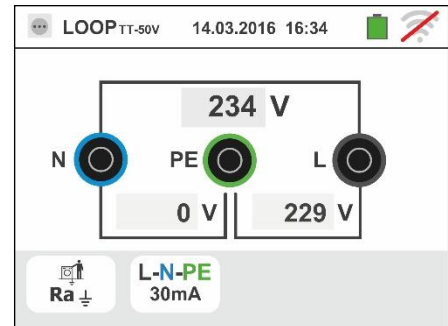 LOOP TT-50V 14.03.2016 16:34
234 V
N PE L
0 V 229 V
L-N-PE
Ra 30mA